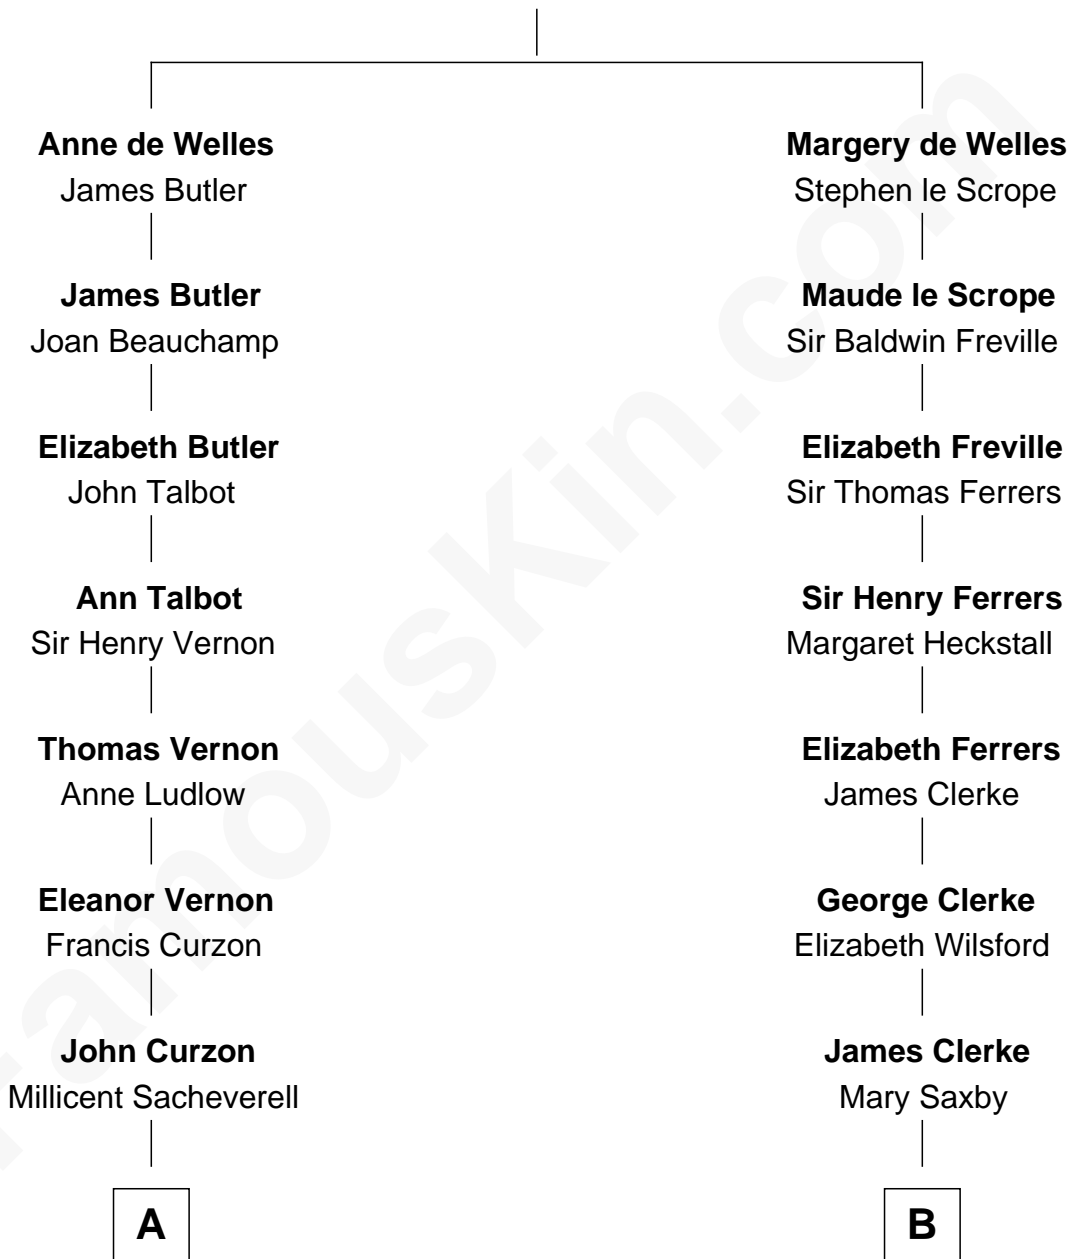 Anne de Welles
James Butler
James Butler
Joan Beauchamp
Elizabeth Butler
John Talbot
Ann Talbot
Sir Henry Vernon
Thomas Vernon
Anne Ludlow
Eleanor Vernon
Francis Curzon
John Curzon
Millicent Sacheverell
A
Margery de Welles
Stephen le Scrope
Maude le Scrope
Sir Baldwin Freville
Elizabeth Freville
Sir Thomas Ferrers
Sir Henry Ferrers
Margaret Heckstall
Elizabeth Ferrers
James Clerke
George Clerke
Elizabeth Wilsford
James Clerke
Mary Saxby
B
FamousKin.com